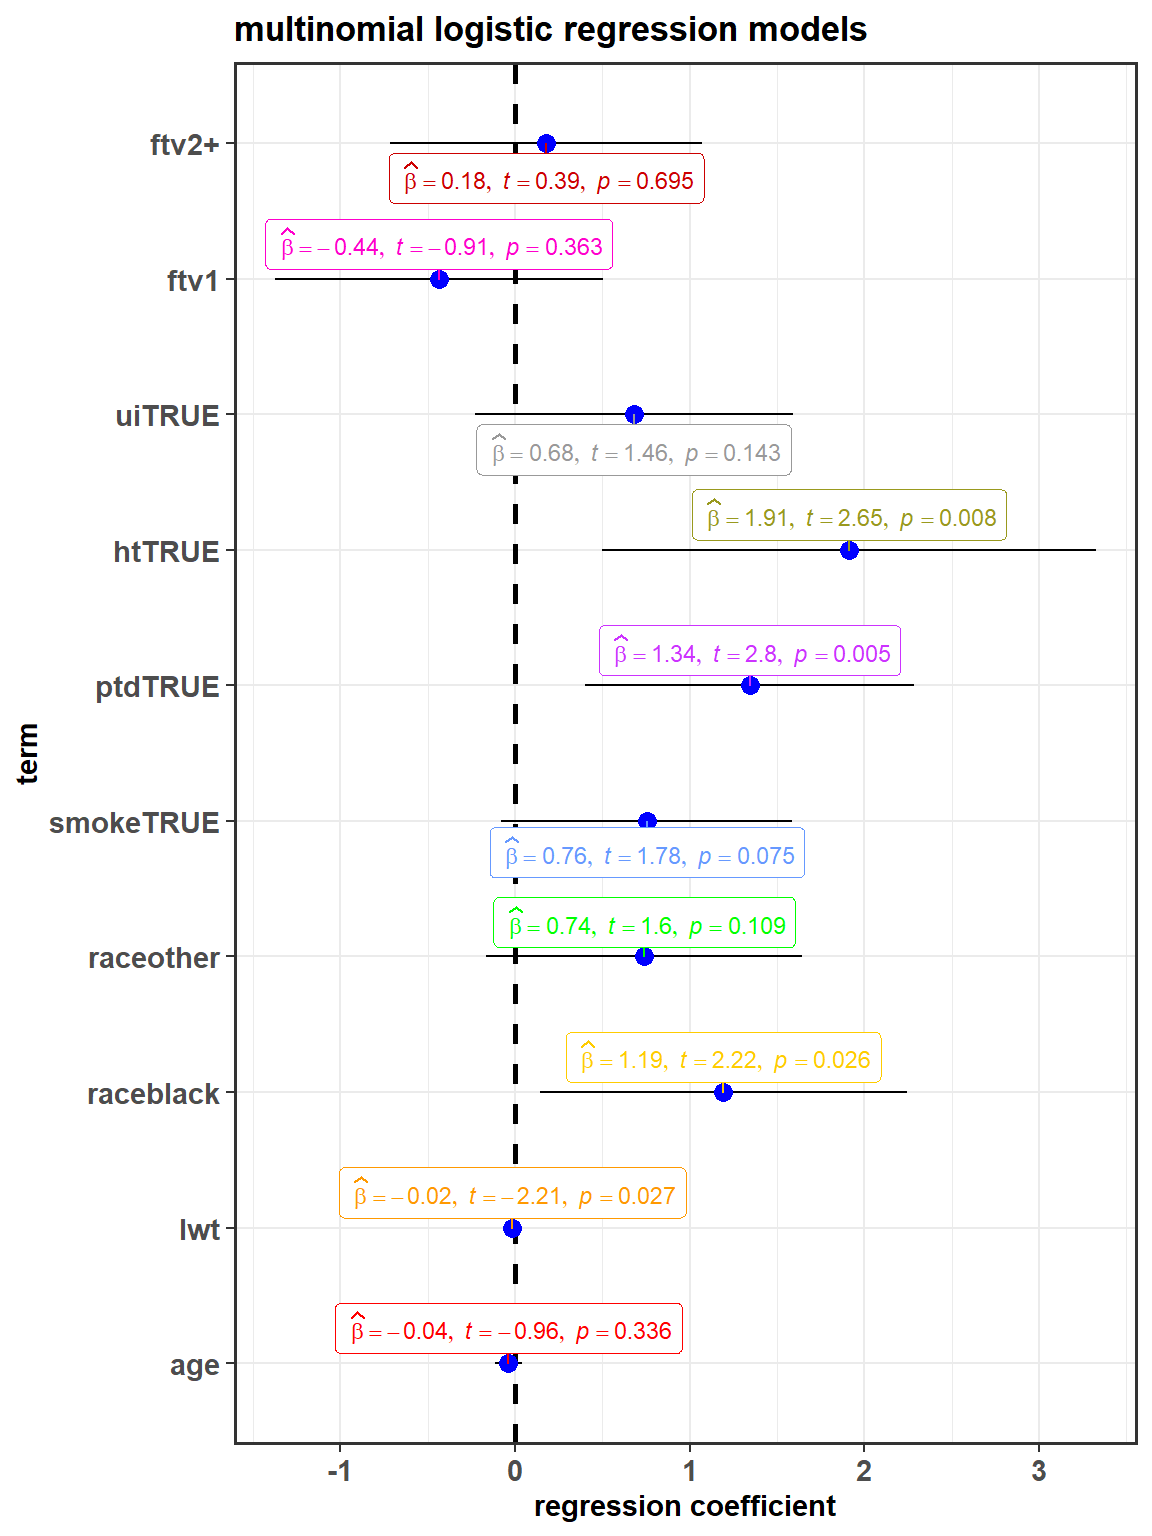 multinomial logistic regression models
ftv2+
β̂ = 0.18, t = 0.39, p = 0.695
β̂ = −0.44, t = −0.91, p = 0.363
ftv1
uiTRUE
β̂ = 0.68, t = 1.46, p = 0.143
β̂ = 1.91, t = 2.65, p = 0.008
htTRUE
β̂ = 1.34, t = 2.8, p = 0.005
ptdTRUE
term
smokeTRUE
β̂ = 0.76, t = 1.78, p = 0.075
β̂ = 0.74, t = 1.6, p = 0.109
raceother
β̂ = 1.19, t = 2.22, p = 0.026
raceblack
β̂ = −0.02, t = −2.21, p = 0.027
lwt
β̂ = −0.04, t = −0.96, p = 0.336
age
-1 0 1 2 3
regression coefficient